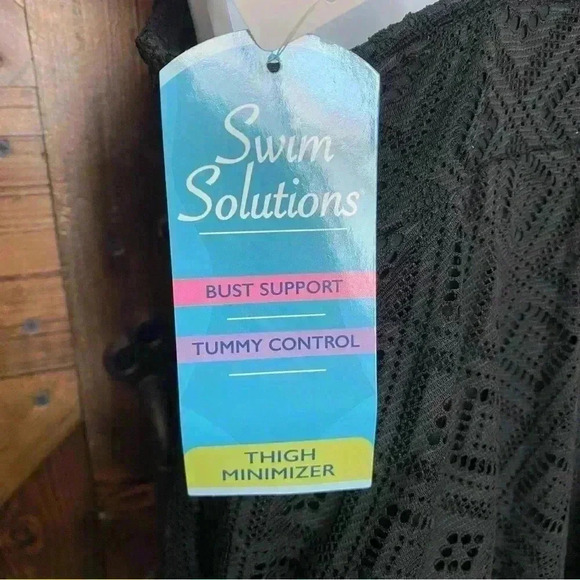 Swim
Solutions
BUST SUPPORT
TUMMY CONTROL
THIGH
MINIMIZER